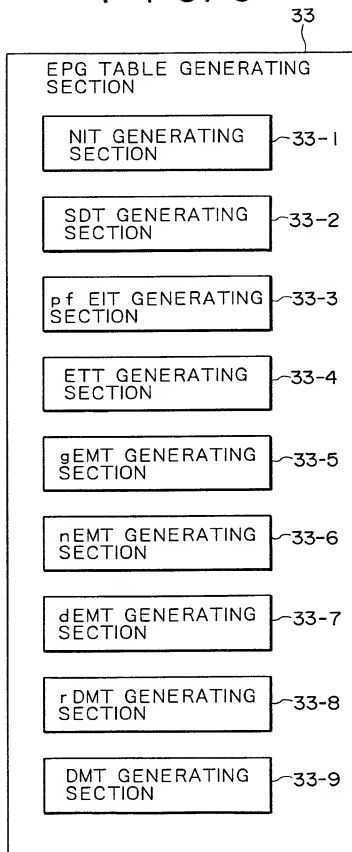 33
EPG TABLE GENERATING
SECTION
NIT GENERATING
SECTION
33-1
SDT GENERATING
SECTION
33-2
pf EIT GENERATING
SECTION
33-3
ETT GENERATING
SECTION
33-4
gEMT GENERATING
SECTION
33-5
nEMT GENERATING
SECTION
33-6
dEMT GENERATING
SECTION
33-7
rDMT GENERATING
SECTION
33-8
DMT GENERATING
SECTION
33-9